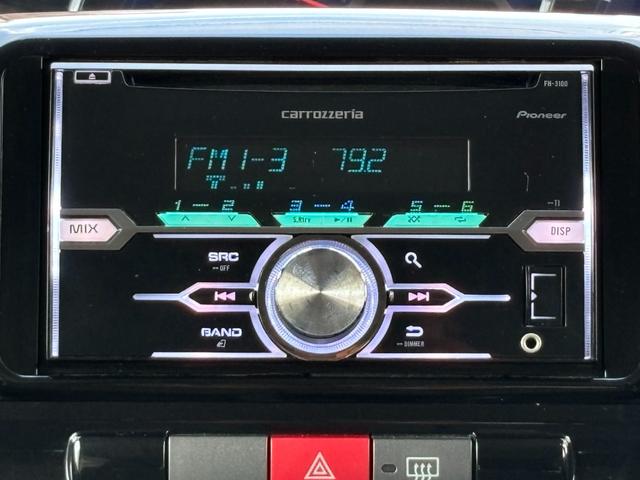 FH-3100
carrozzeria
Pioneer
FM1-3 79.2
1 — 2 3 — 4 5 — 6
S.Rtrv
MIX
DISP
SRC
OFF
BAND
DIMMER